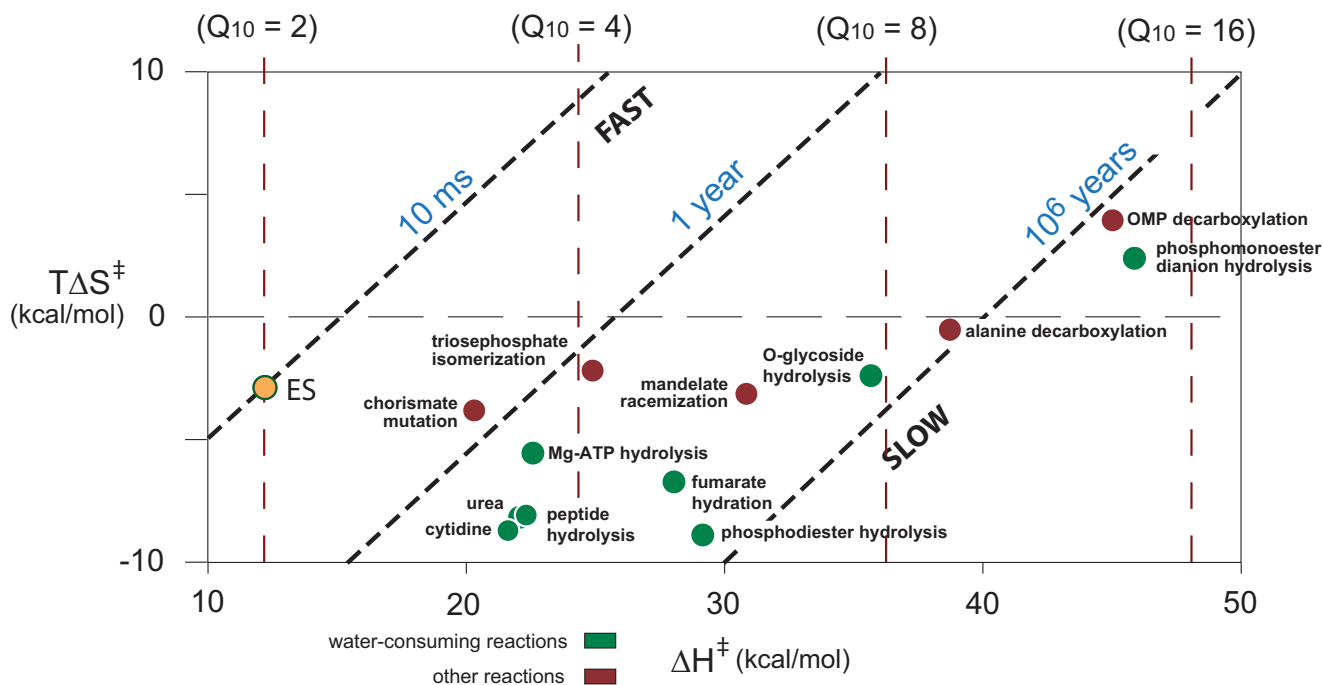 (Q10 = 2)
(Q10 = 4)
(Q10 = 8)
(Q10 = 16)
10
FAST
10 ms
1 year
10⁶ years
OMP decarboxylation
phosphomonoester
dianion hydrolysis
TΔS‡
(kcal/mol)
0
triosephosphate
isomerization
alanine decarboxylation
O-glycoside
hydrolysis
mandelate
racemization
ES
chorismate
mutation
SLOW
Mg-ATP hydrolysis
fumarate
hydration
urea
cytidine
peptide
hydrolysis
phosphodiester hydrolysis
-10
10
20
30
40
50
water-consuming reactions
other reactions
ΔH‡ (kcal/mol)